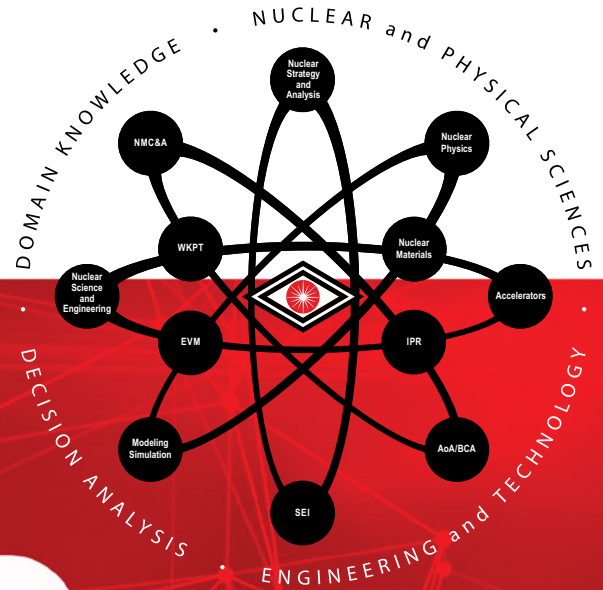 NUCLEAR and PHYSICAL SCIENCES
DOMAIN KNOWLEDGE
Nuclear
Strategy
and
Analysis
NMC&A
Nuclear
Physics
WKPT
Nuclear
Materials
Nuclear
Science
and
Engineering
Accelerators
EVM
IPR
Modeling
Simulation
AoA/BCA
SEI
DECISION ANALYSIS
ENGINEERING and TECHNOLOGY